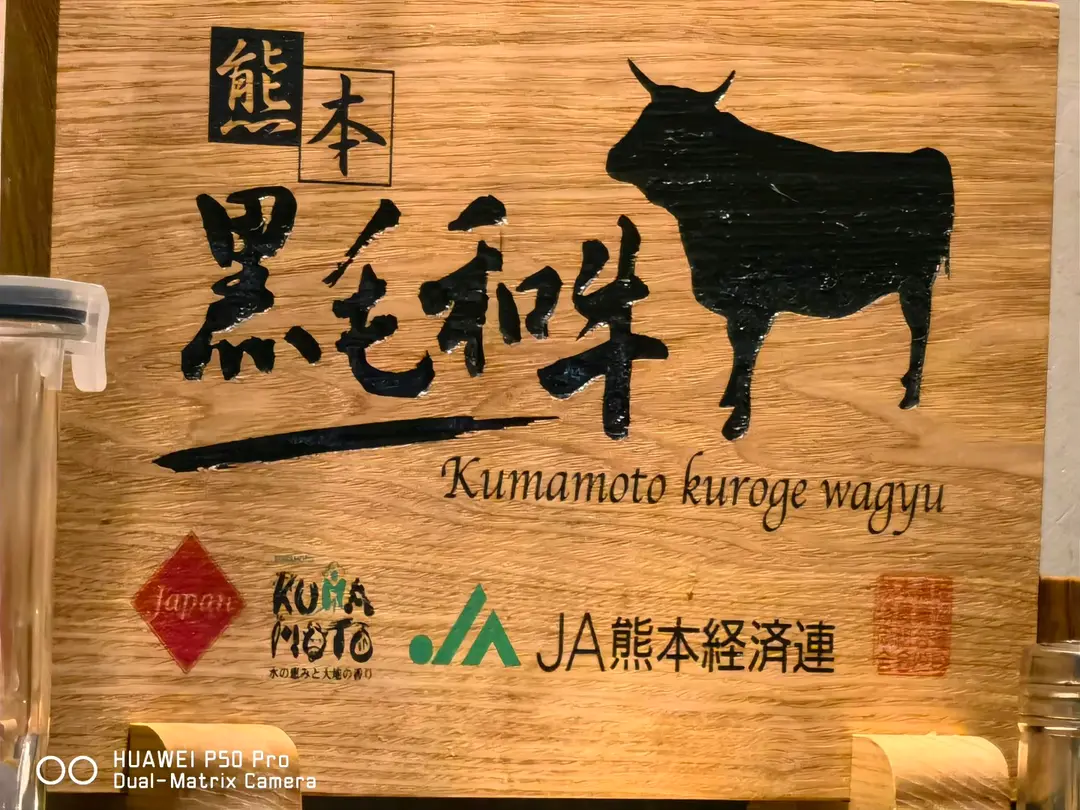 熊本
黒毛和牛
Kumamoto kuroge wagyu
Japan
KUMA
MOTO
水の恵みと大地の香り
JA
JA熊本経済連
HUAWEI P50 Pro
Dual-Matrix Camera